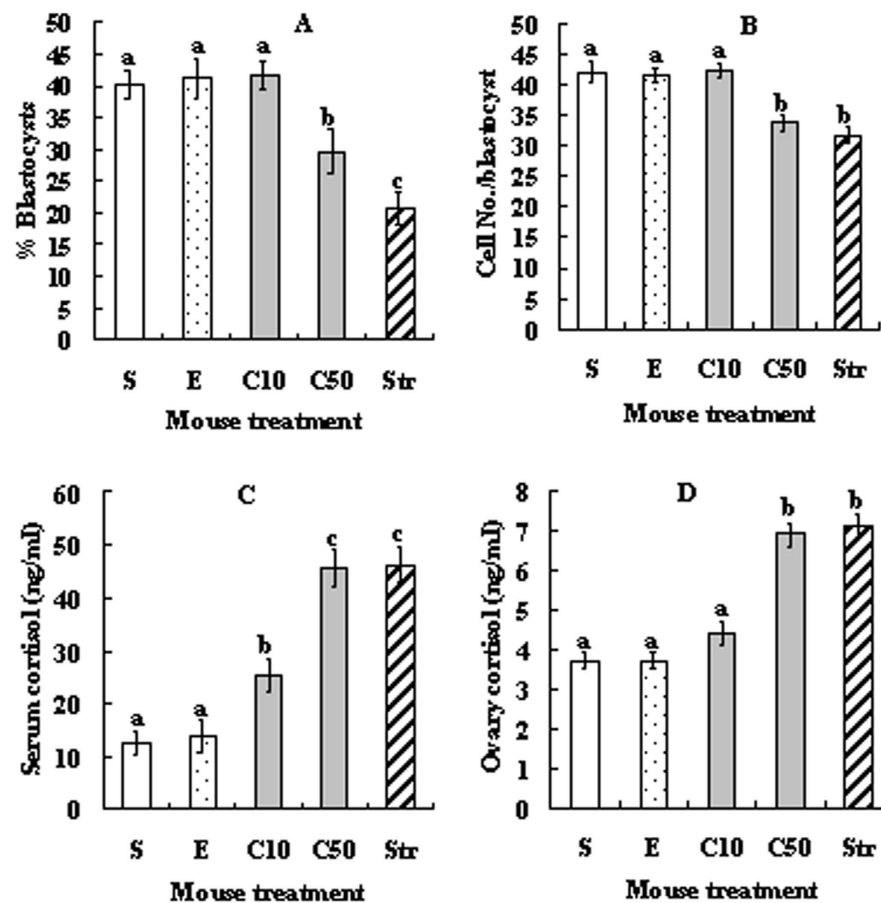 A
% Blastocysts
50
45
40
35
30
25
20
15
10
5
0
a
a
a
b
c
S E C10 C50 Str
Mouse treatment
B
Cell No./blastocyst
50
45
40
35
30
25
20
15
10
5
0
a
a
a
b
b
S E C10 C50 Str
Mouse treatment
C
Serum cortisol (ng/ml)
60
50
40
30
20
10
0
a
a
b
c
c
S E C10 C50 Str
Mouse treatment
D
Ovary cortisol (ng/ml)
8
7
6
5
4
3
2
1
0
a
a
a
b
b
S E C10 C50 Str
Mouse treatment